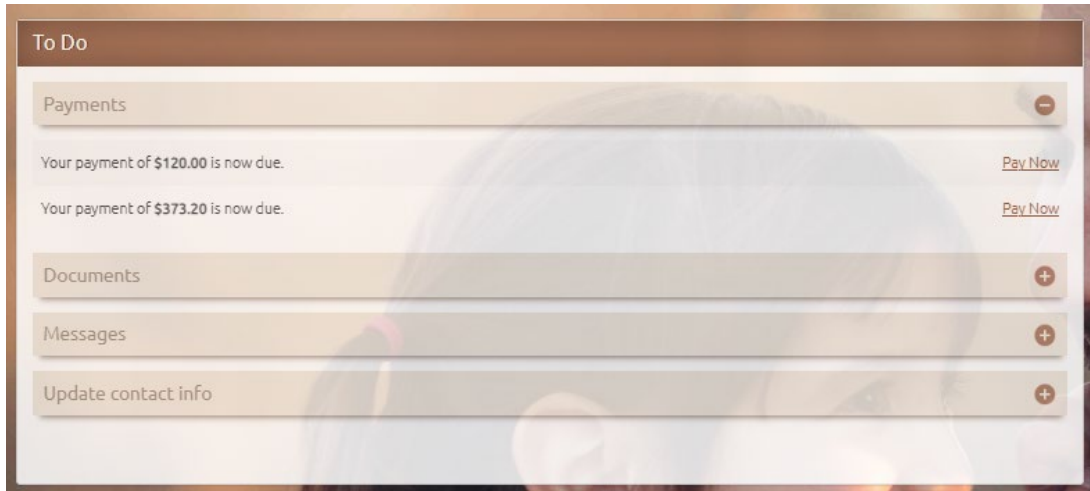 To Do
Payments
Your payment of $120.00 is now due. Pay Now
Your payment of $373.20 is now due. Pay Now
Documents
Messages
Update contact info